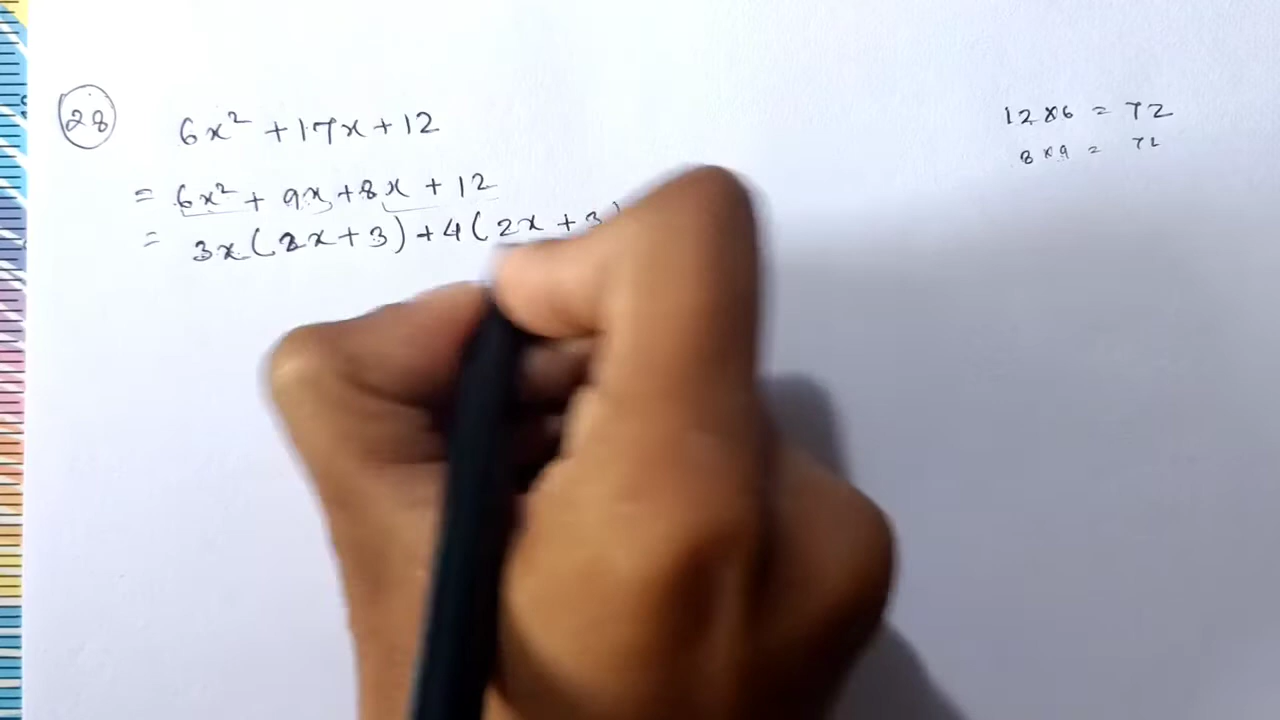 28 6x² + 17x + 12
= 6x² + 9x + 8x + 12
= 3x(2x+3) + 4(2x+3)
12×6 = 72
8×9 = 72